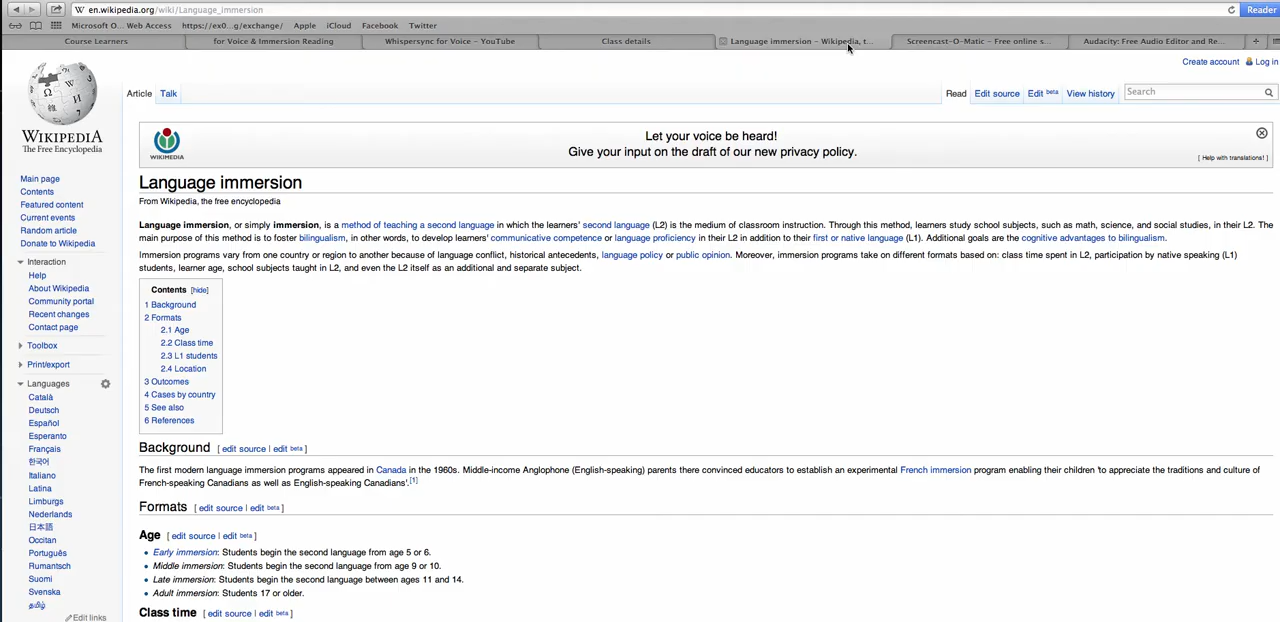 en.wikipedia.org/wiki/Language_immersion
Reader
Microsoft O... Web Access https://ex0...g/exchange/ Apple iCloud Facebook Twitter
Course Learners for Voice & Immersion Reading Whispersync for Voice – YouTube Class details Language immersion – Wikipedia, t... Screencast-O-Matic – Free online s... Audacity: Free Audio Editor and Re...
Create account Log in
Article Talk Read Edit source Edit beta View history Search
WIKIPEDIA
The Free Encyclopedia
Main page
Contents
Featured content
Current events
Random article
Donate to Wikipedia
Interaction
Help
About Wikipedia
Community portal
Recent changes
Contact page
Toolbox
Print/export
Languages
Català
Deutsch
Español
Esperanto
Français
한국어
Italiano
Latina
Limburgs
Nederlands
日本語
Occitan
Português
Rumantsch
Suomi
Svenska
தமிழ்
Edit links
WIKIMEDIA
Let your voice be heard!
Give your input on the draft of our new privacy policy.
[ Help with translations! ]
Language immersion
From Wikipedia, the free encyclopedia
Language immersion, or simply immersion, is a method of teaching a second language in which the learners' second language (L2) is the medium of classroom instruction. Through this method, learners study school subjects, such as math, science, and social studies, in their L2. The
main purpose of this method is to foster bilingualism, in other words, to develop learners' communicative competence or language proficiency in their L2 in addition to their first or native language (L1). Additional goals are the cognitive advantages to bilingualism.
Immersion programs vary from one country or region to another because of language conflict, historical antecedents, language policy or public opinion. Moreover, immersion programs take on different formats based on: class time spent in L2, participation by native speaking (L1)
students, learner age, school subjects taught in L2, and even the L2 itself as an additional and separate subject.
Contents [hide]
1 Background
2 Formats
2.1 Age
2.2 Class time
2.3 L1 students
2.4 Location
3 Outcomes
4 Cases by country
5 See also
6 References
Background [ edit source | edit beta ]
The first modern language immersion programs appeared in Canada in the 1960s. Middle-income Anglophone (English-speaking) parents there convinced educators to establish an experimental French immersion program enabling their children 'to appreciate the traditions and culture of
French-speaking Canadians as well as English-speaking Canadians'.[1]
Formats [ edit source | edit beta ]
Age [ edit source | edit beta ]
• Early immersion: Students begin the second language from age 5 or 6.
• Middle immersion: Students begin the second language from age 9 or 10.
• Late immersion: Students begin the second language between ages 11 and 14.
• Adult immersion: Students 17 or older.
Class time [ edit source | edit beta ]